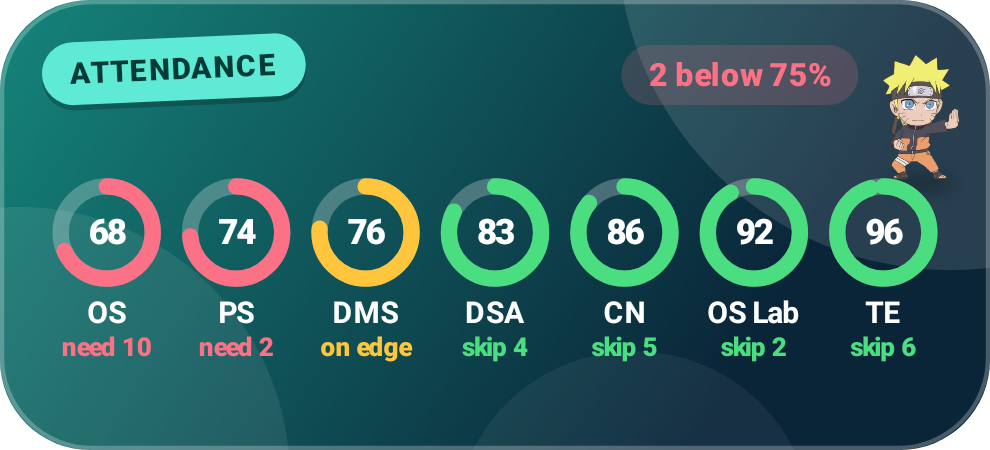 ATTENDANCE
2 below 75%
68 74 76 83 86 92 96
OS PS DMS DSA CN OS Lab TE
need 10 need 2 on edge skip 4 skip 5 skip 2 skip 6